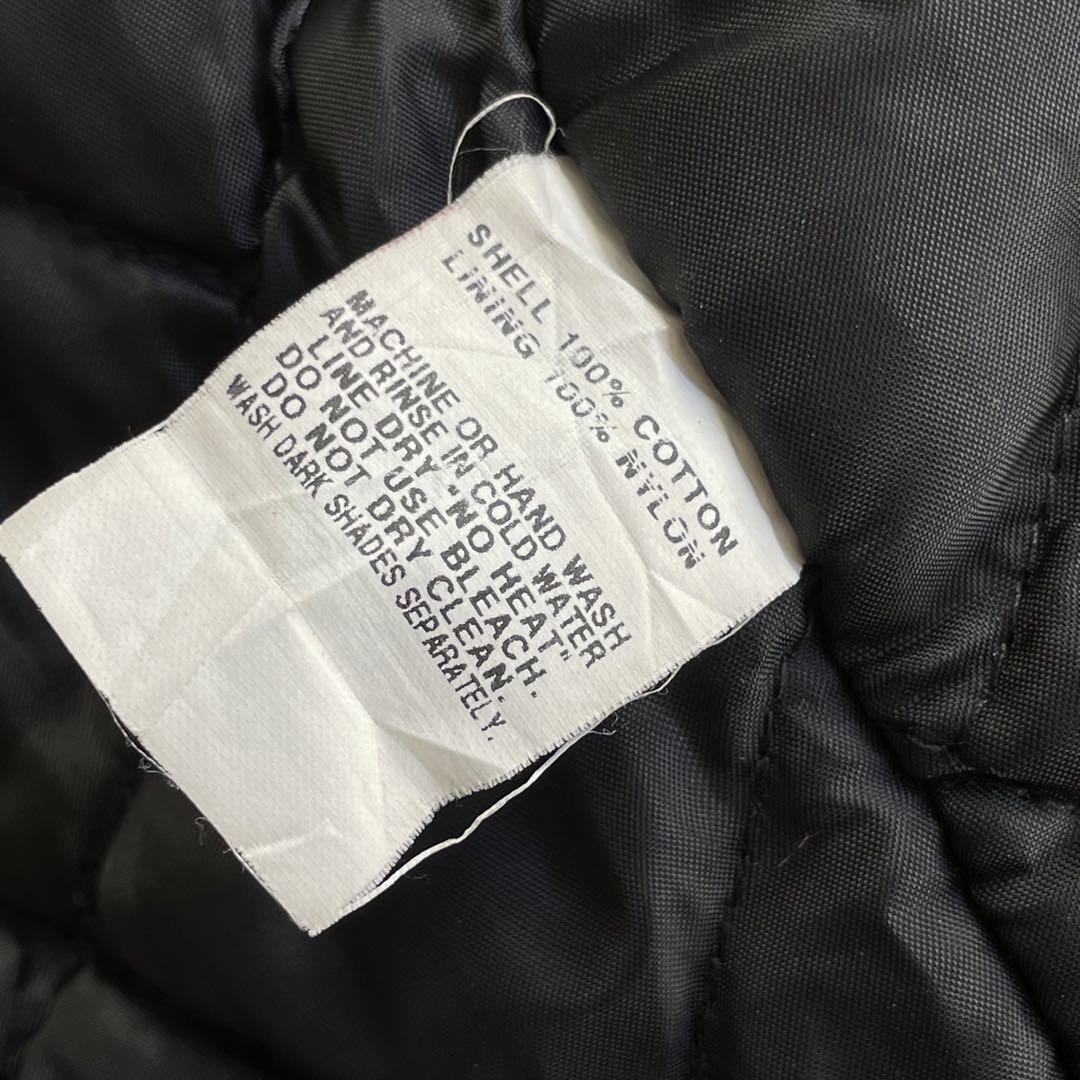 SHELL 100% COTTON
LINING 100% NYLON
MACHINE OR HAND WASH
AND RINSE IN COLD WATER
LINE DRY "NO HEAT"
DO NOT USE BLEACH.
DO NOT DRY CLEAN.
WASH DARK SHADES SEPARATELY.